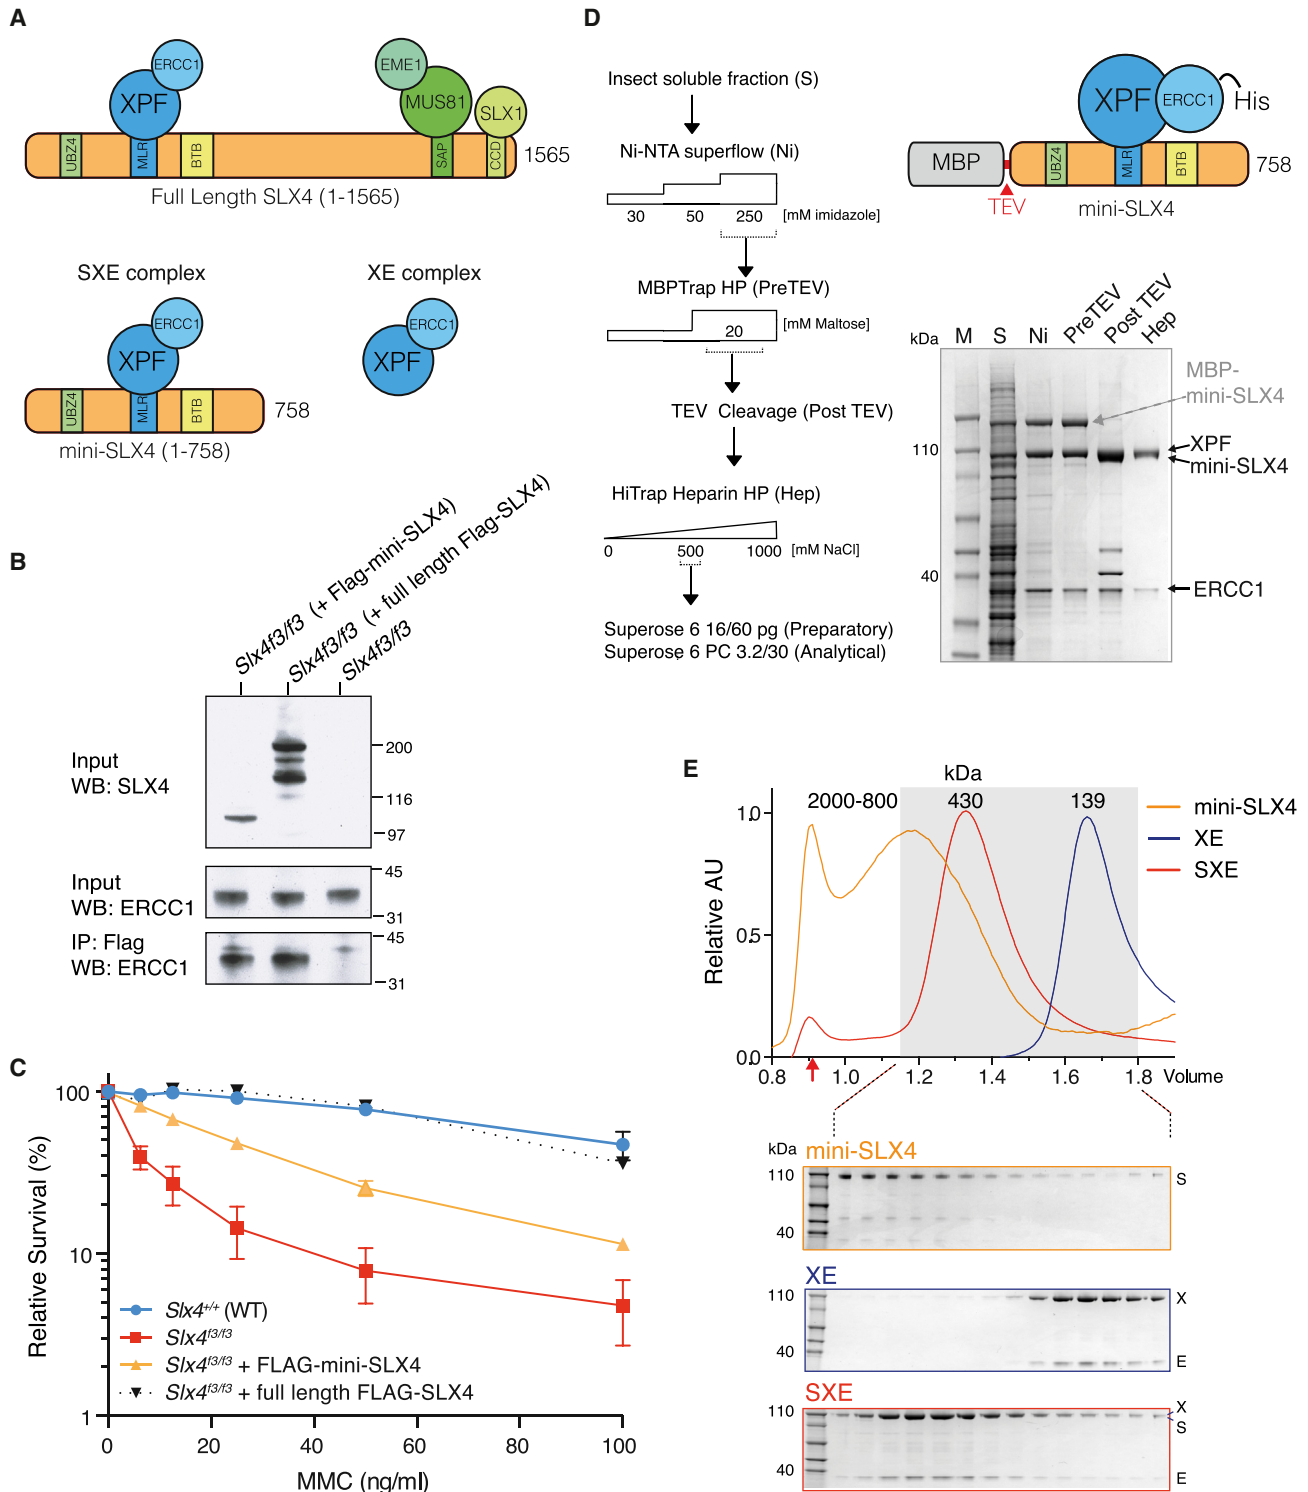 A
ERCC1
XPF
EME1
MUS81
SLX1
UBZ4
MLR
BTB
SAP
CCD
1565
Full Length SLX4 (1-1565)
SXE complex
XE complex
ERCC1
XPF
ERCC1
XPF
UBZ4
MLR
BTB
758
mini-SLX4 (1-758)
B
Slx4f3/f3 (+ Flag-mini-SLX4)
Slx4f3/f3 (+ full length Flag-SLX4)
Slx4f3/f3
Input
WB: SLX4
200
116
97
Input
WB: ERCC1
45
31
IP: Flag
WB: ERCC1
45
31
C
Relative Survival (%)
100
10
1
0 20 40 60 80 100
MMC (ng/ml)
Slx4+/+ (WT)
Slx4f3/f3
Slx4f3/f3 + FLAG-mini-SLX4
Slx4f3/f3 + full length FLAG-SLX4
D
Insect soluble fraction (S)
Ni-NTA superflow (Ni)
30 50 250 [mM imidazole]
MBPTrap HP (PreTEV)
20 [mM Maltose]
TEV Cleavage (Post TEV)
HiTrap Heparin HP (Hep)
0 500 1000 [mM NaCl]
Superose 6 16/60 pg (Preparatory)
Superose 6 PC 3.2/30 (Analytical)
XPF
ERCC1
His
MBP
UBZ4
MLR
BTB
758
TEV
mini-SLX4
kDa M S Ni PreTEV Post TEV Hep
110
40
MBP-
mini-SLX4
XPF
mini-SLX4
ERCC1
E
kDa
2000-800 430 139
mini-SLX4
XE
SXE
Relative AU
1.0
0.5
0.0
0.8 1.0 1.2 1.4 1.6 1.8 Volume
kDa mini-SLX4
110
40
S
XE
110
40
X
E
SXE
110
40
X
S
E